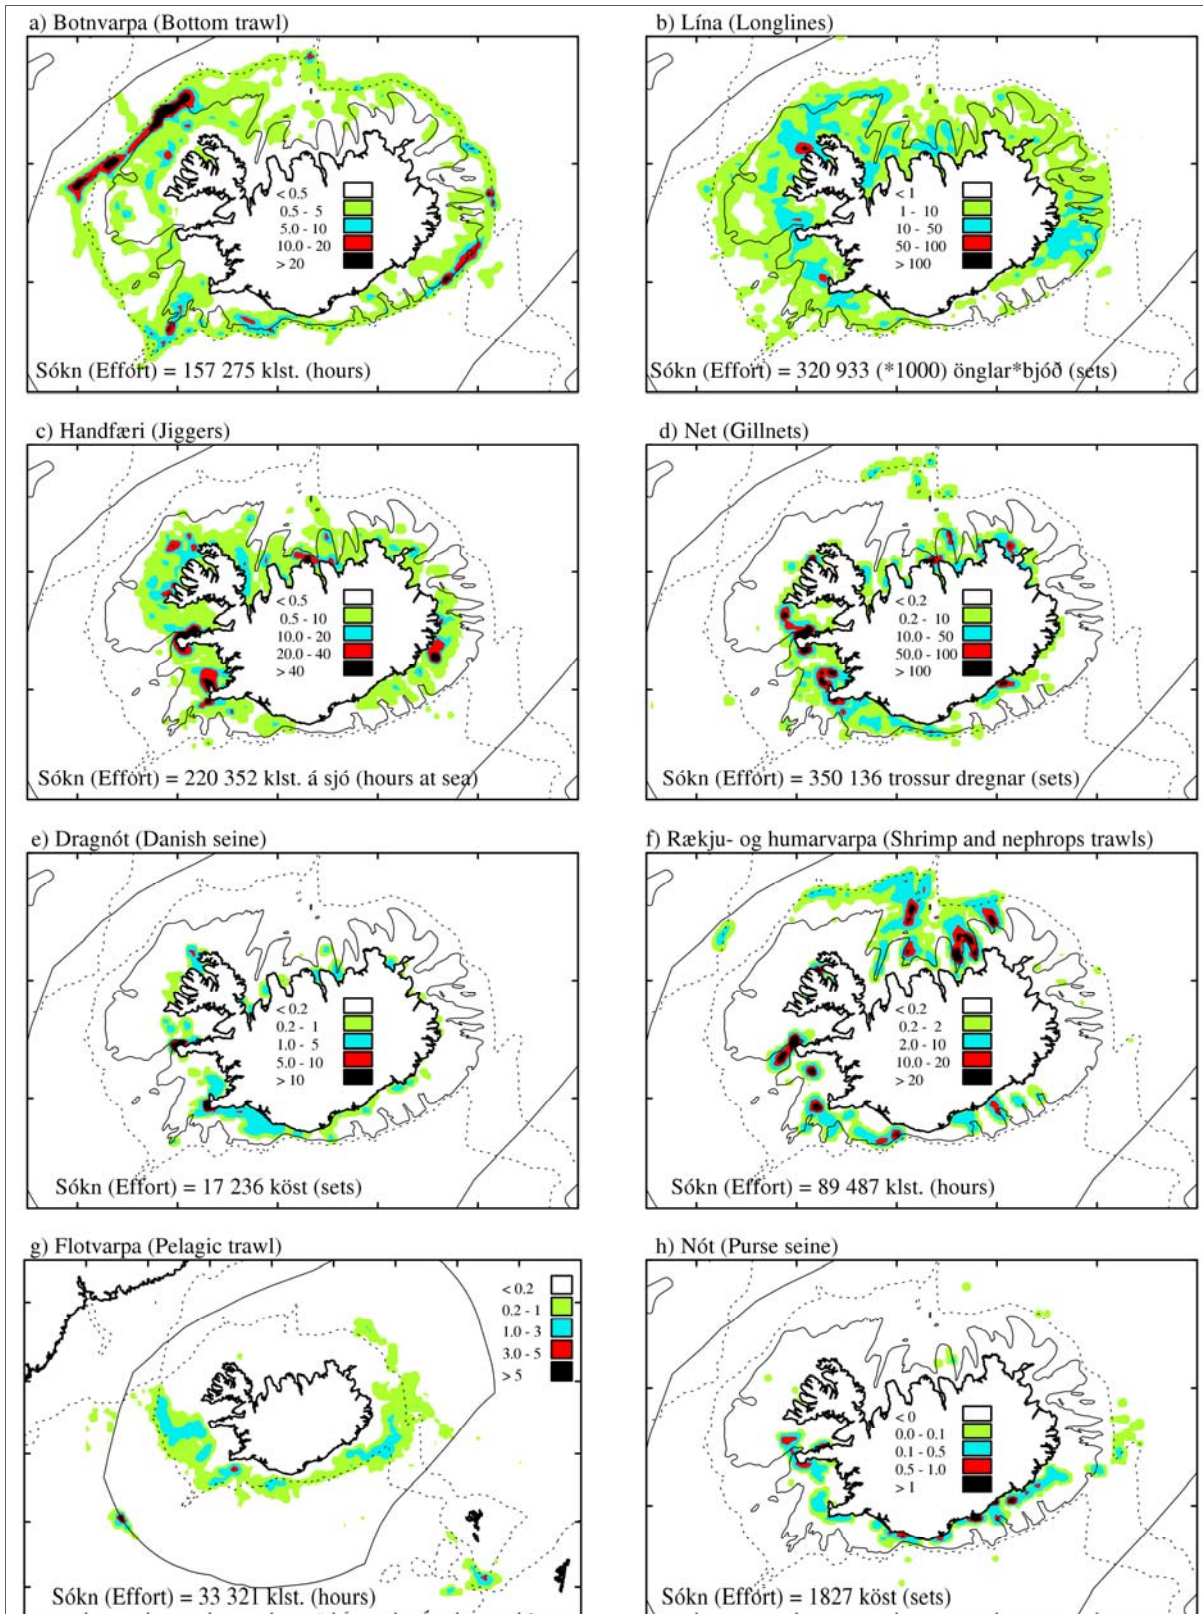 a) Botnvarpa (Bottom trawl)
< 0.5
0.5 - 5
5.0 - 10
10.0 - 20
> 20
Sókn (Effort) = 157 275 klst. (hours)
b) Lína (Longlines)
< 1
1 - 10
10 - 50
50 - 100
> 100
Sókn (Effort) = 320 933 (*1000) önglar*bjóð (sets)
c) Handfæri (Jiggers)
< 0.5
0.5 - 10
10.0 - 20
20.0 - 40
> 40
Sókn (Effort) = 220 352 klst. á sjó (hours at sea)
d) Net (Gillnets)
< 0.2
0.2 - 10
10.0 - 50
50.0 - 100
> 100
Sókn (Effort) = 350 136 trossur dregnar (sets)
e) Dragnót (Danish seine)
< 0.2
0.2 - 1
1.0 - 5
5.0 - 10
> 10
Sókn (Effort) = 17 236 köst (sets)
f) Rækju- og humarvarpa (Shrimp and nephrops trawls)
< 0.2
0.2 - 2
2.0 - 10
10.0 - 20
> 20
Sókn (Effort) = 89 487 klst. (hours)
g) Flotvarpa (Pelagic trawl)
< 0.2
0.2 - 1
1.0 - 3
3.0 - 5
> 5
Sókn (Effort) = 33 321 klst. (hours)
h) Nót (Purse seine)
< 0
0.0 - 0.1
0.1 - 0.5
0.5 - 1.0
> 1
Sókn (Effort) = 1827 köst (sets)